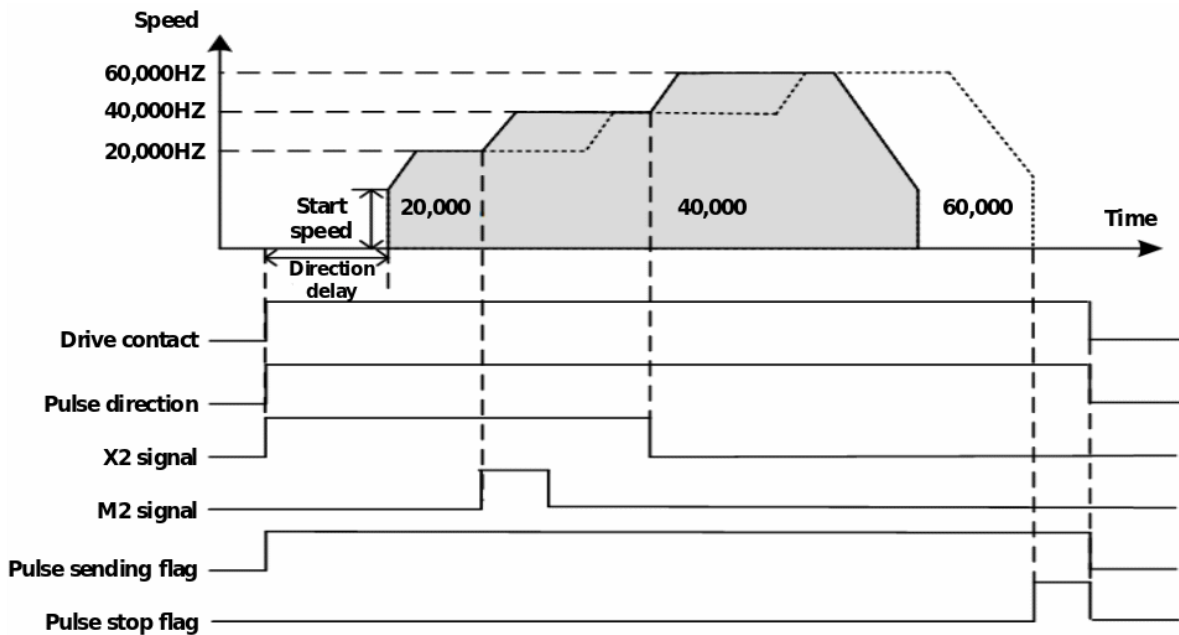 Speed
60,000HZ
40,000HZ
20,000HZ
Start
speed
20,000
40,000
60,000
Time
Direction
delay
Drive contact
Pulse direction
X2 signal
M2 signal
Pulse sending flag
Pulse stop flag